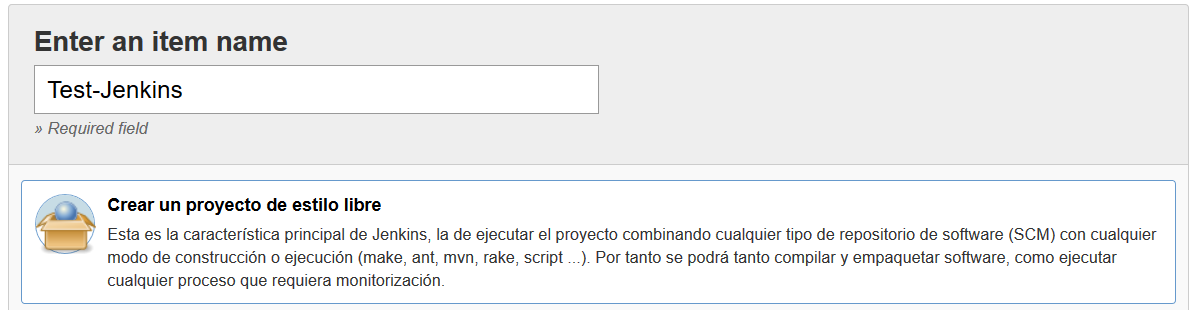 Enter an item name
Test-Jenkins
» Required field
Crear un proyecto de estilo libre
Esta es la característica principal de Jenkins, la de ejecutar el proyecto combinando cualquier tipo de repositorio de software (SCM) con cualquier
modo de construcción o ejecución (make, ant, mvn, rake, script ...). Por tanto se podrá tanto compilar y empaquetar software, como ejecutar
cualquier proceso que requiera monitorización.